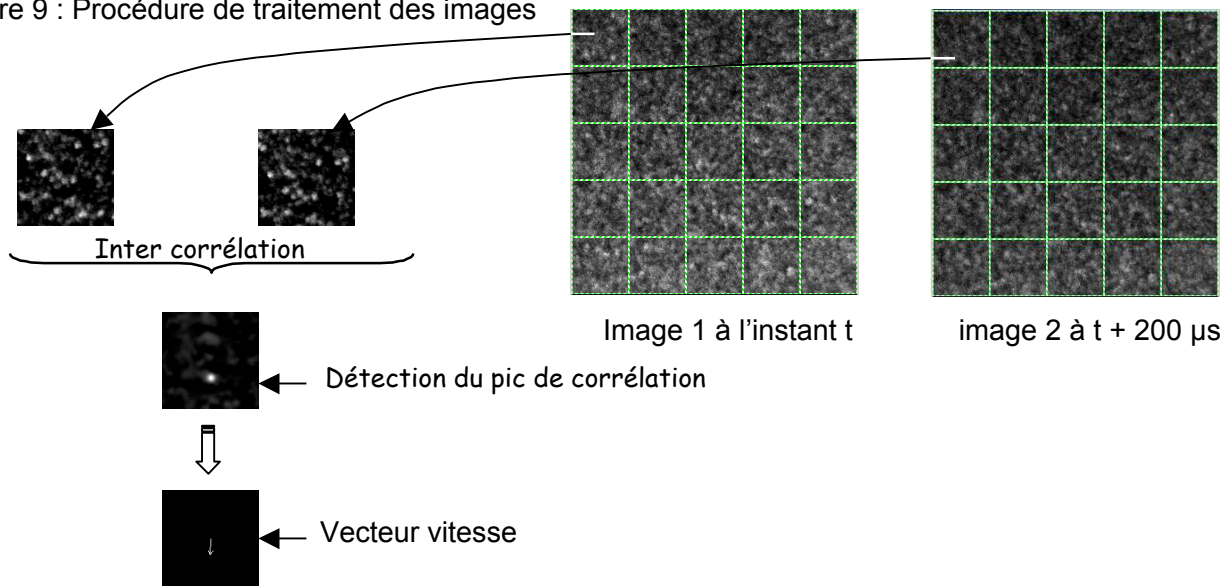 re 9 : Procédure de traitement des images
Inter corrélation
Image 1 à l'instant t
image 2 à t + 200 µs
Détection du pic de corrélation
Vecteur vitesse